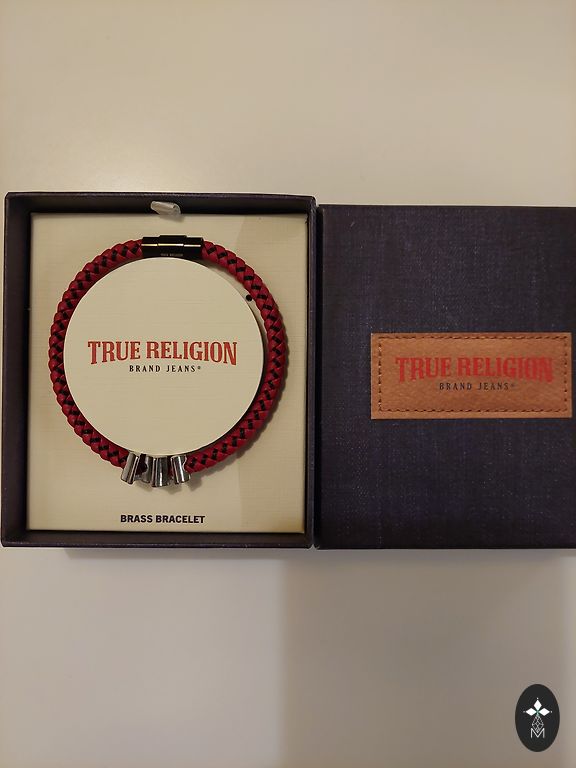 TRUE RELIGION
BRAND JEANS®
BRASS BRACELET
TRUE RELIGION
BRAND JEANS®